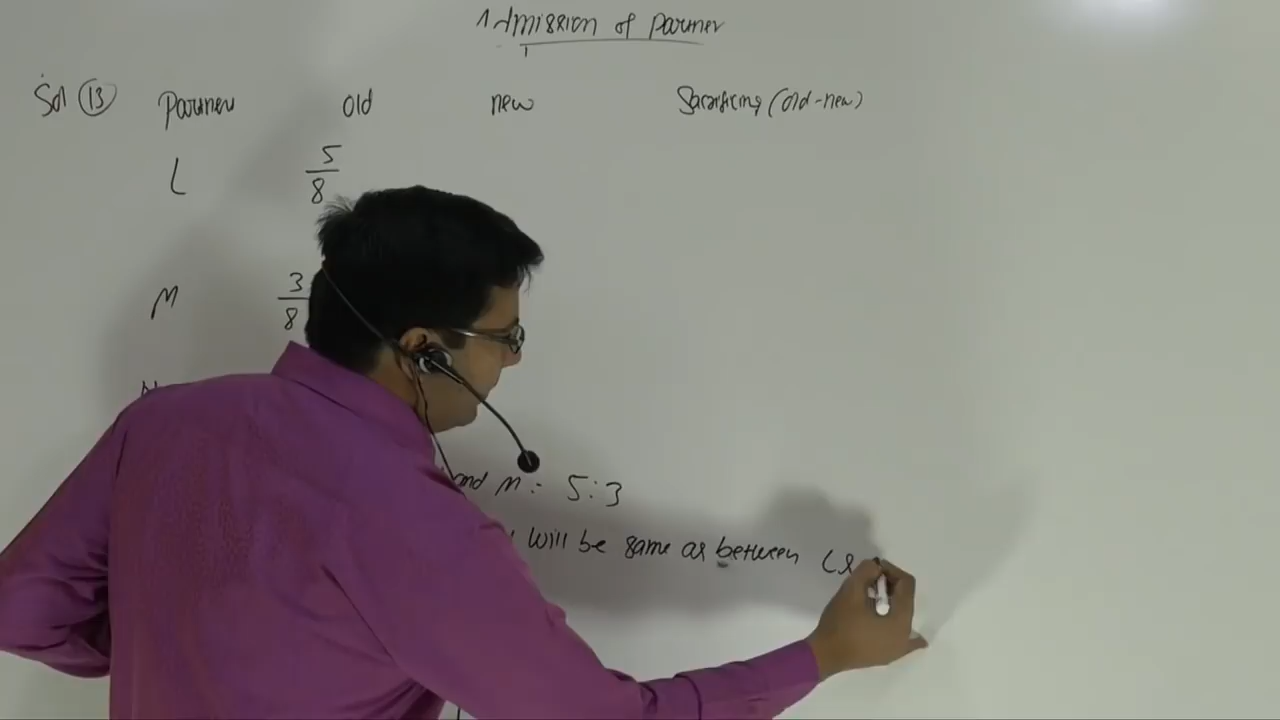 Admission of Partner
Sol (13) Partners old new Sacrificing (old-new)
L 5/8
M 3/8
and M = 5:3
will be same as between L &